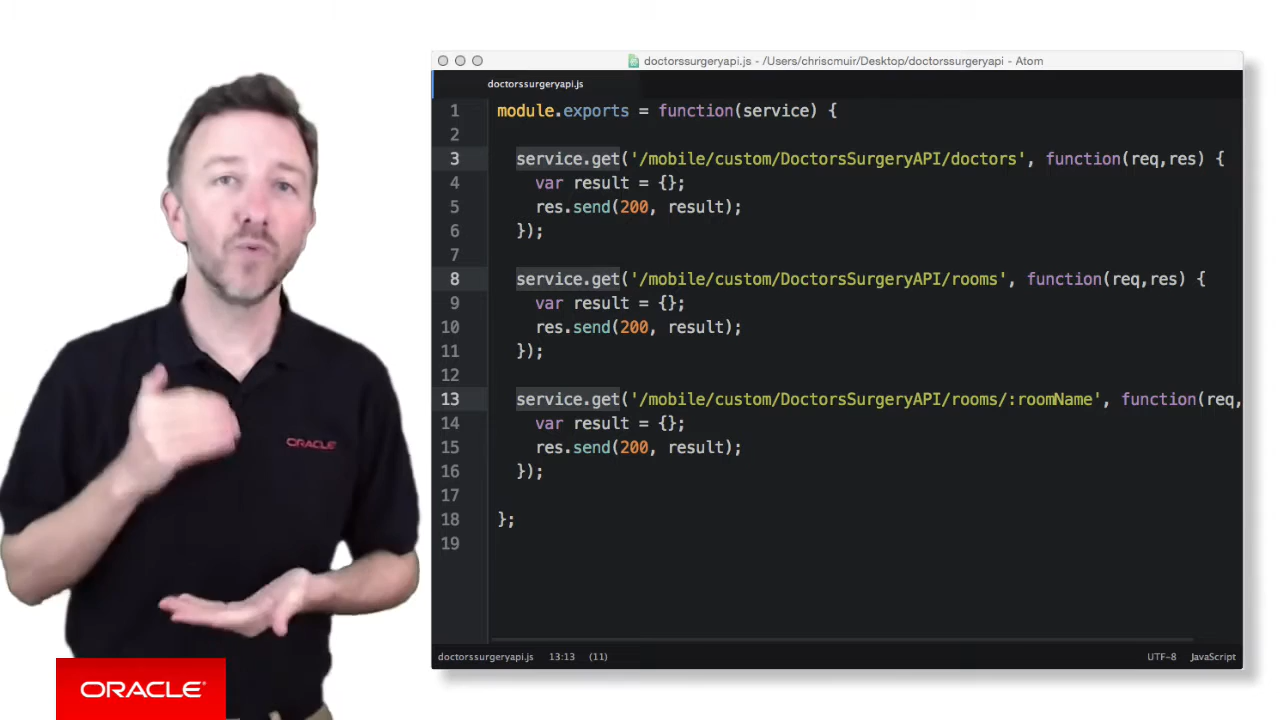 ORACLE
ORACLE
doctorssurgeryapi.js - /Users/chriscmuir/Desktop/doctorssurgeryapi - Atom
doctorssurgeryapi.js
1 module.exports = function(service) {
2
3 service.get('/mobile/custom/DoctorsSurgeryAPI/doctors', function(req,res) {
4 var result = {};
5 res.send(200, result);
6 });
7
8 service.get('/mobile/custom/DoctorsSurgeryAPI/rooms', function(req,res) {
9 var result = {};
10 res.send(200, result);
11 });
12
13 service.get('/mobile/custom/DoctorsSurgeryAPI/rooms/:roomName', function(req,
14 var result = {};
15 res.send(200, result);
16 });
17
18 };
19
doctorssurgeryapi.js 13:13 (11) UTF-8 JavaScript